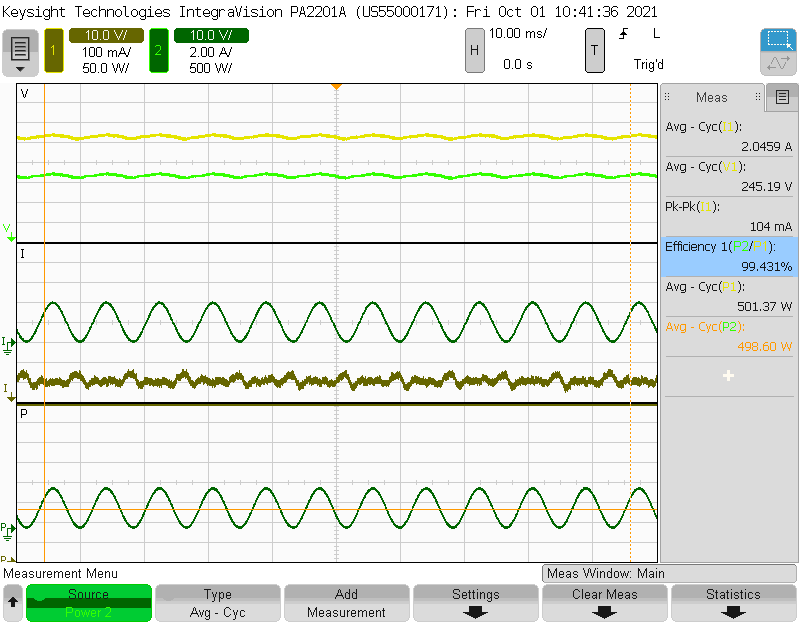 Keysight Technologies IntegraVision PA2201A (US55000171): Fri Oct 01 10:41:36 2021
1
10.0 V/
100 mA/
50.0 W/
2
10.0 V/
2.00 A/
500 W/
H
10.00 ms/
0.0 s
T
L
Trig'd
V
V
I
I
I
P
P
P
Meas
Avg - Cyc(I1):
2.0459 A
Avg - Cyc(V1):
245.19 V
Pk-Pk(I1):
104 mA
Efficiency 1(P2/P1):
99.431%
Avg - Cyc(P1):
501.37 W
Avg - Cyc(P2):
498.60 W
Measurement Menu
Meas Window: Main
Source
Power 2
Type
Avg - Cyc
Add
Measurement
Settings
Clear Meas
Statistics